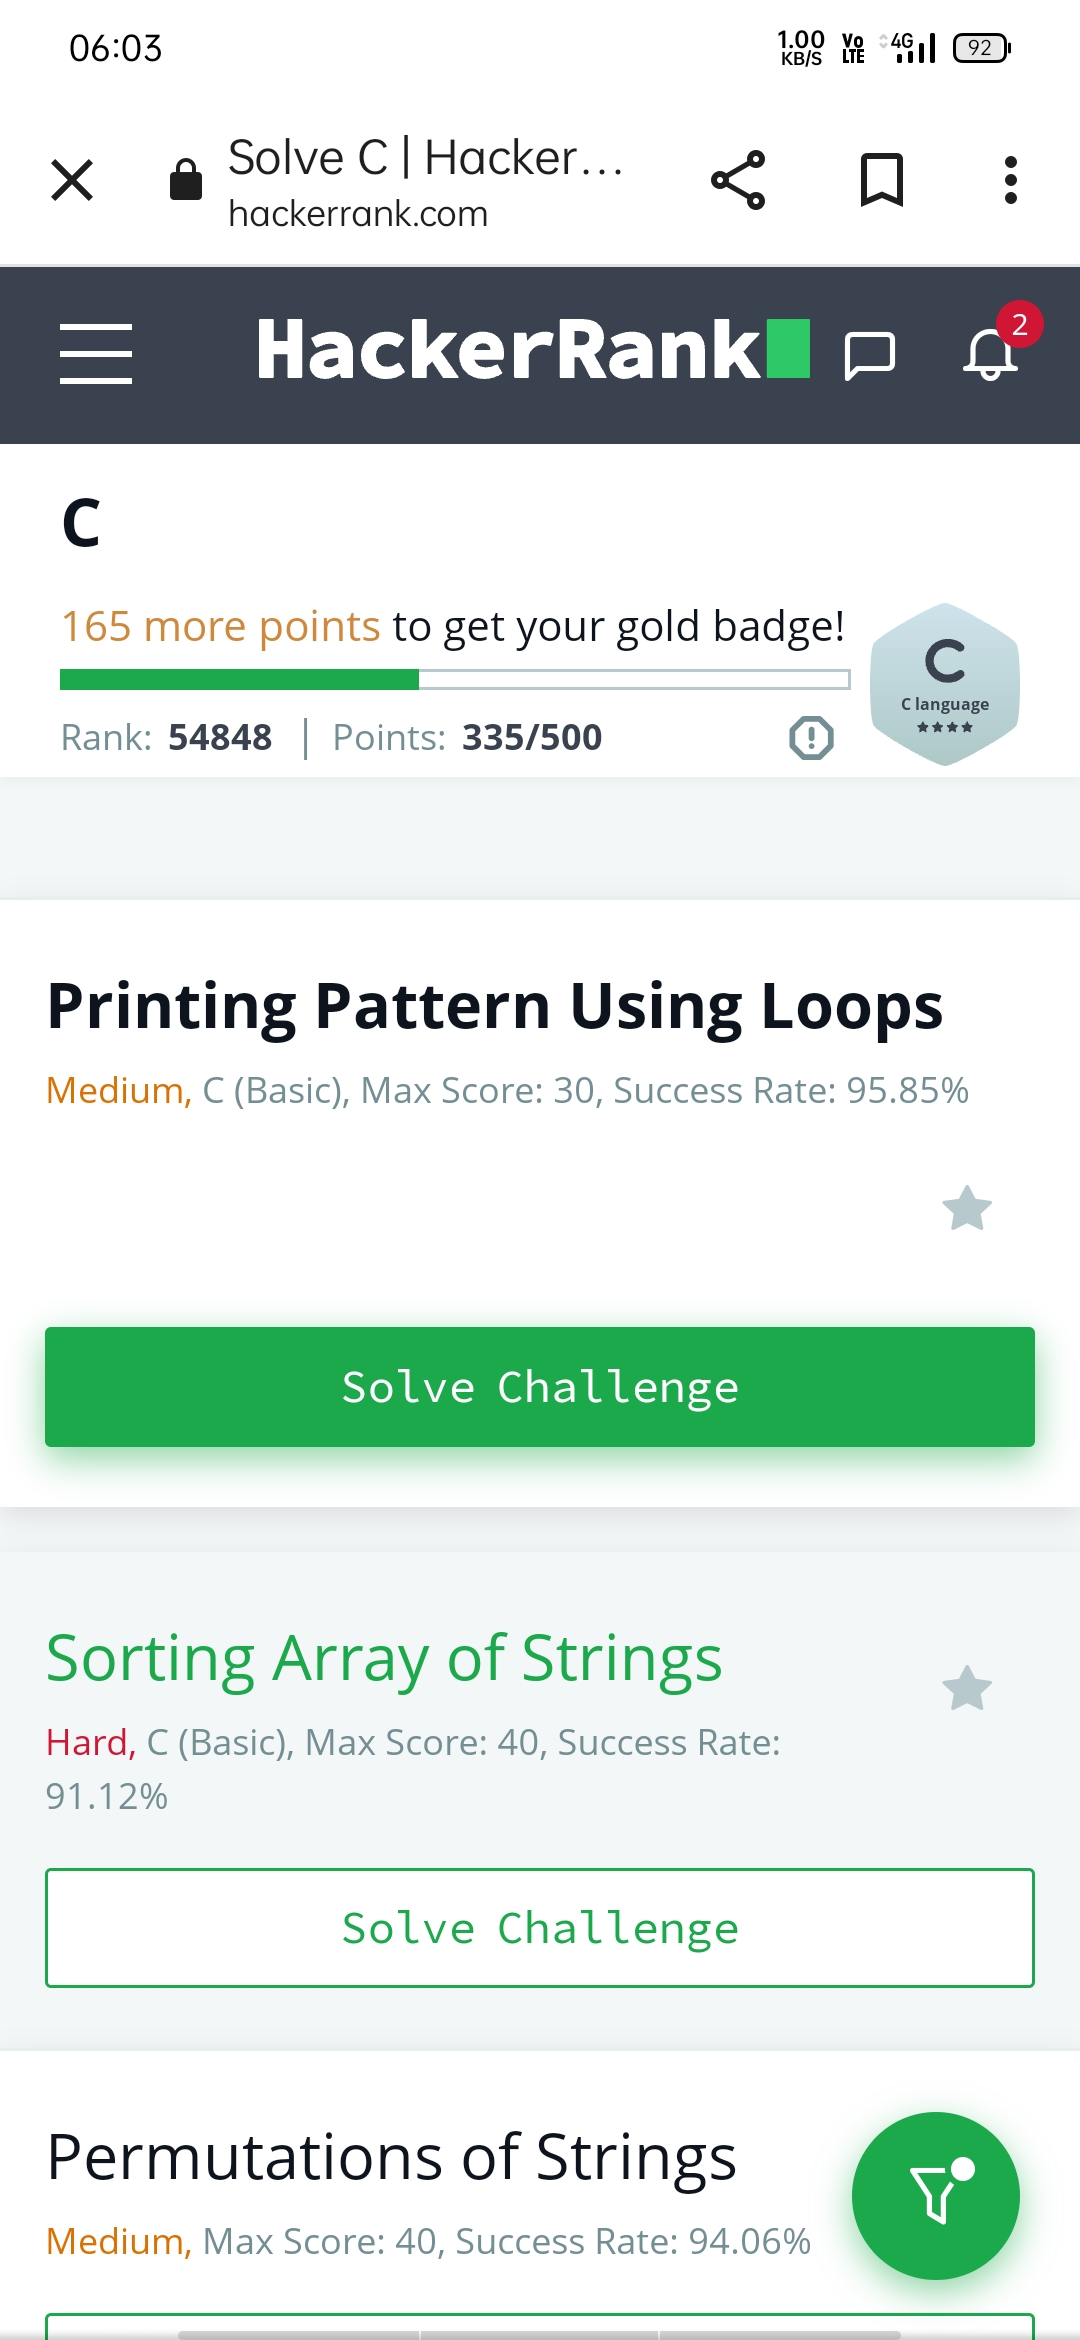 06:03
1.00 KB/S Vo LTE 4G 92
Solve C | Hacker...
hackerrank.com
HackerRank
2
C
165 more points to get your gold badge!
C language
Rank: 54848 | Points: 335/500
Printing Pattern Using Loops
Medium, C (Basic), Max Score: 30, Success Rate: 95.85%
Solve Challenge
Sorting Array of Strings
Hard, C (Basic), Max Score: 40, Success Rate:
91.12%
Solve Challenge
Permutations of Strings
Medium, Max Score: 40, Success Rate: 94.06%